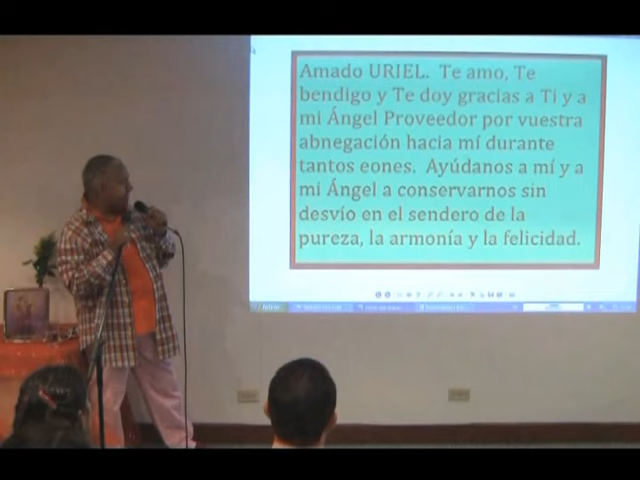 Amado URIEL. Te amo, Te
bendigo y Te doy gracias a Ti y a
mi Ángel Proveedor por vuestra
abnegación hacia mí durante
tantos eones. Ayúdanos a mí y a
mi Ángel a conservarnos sin
desvío en el sendero de la
pureza, la armonía y la felicidad.
Inicio